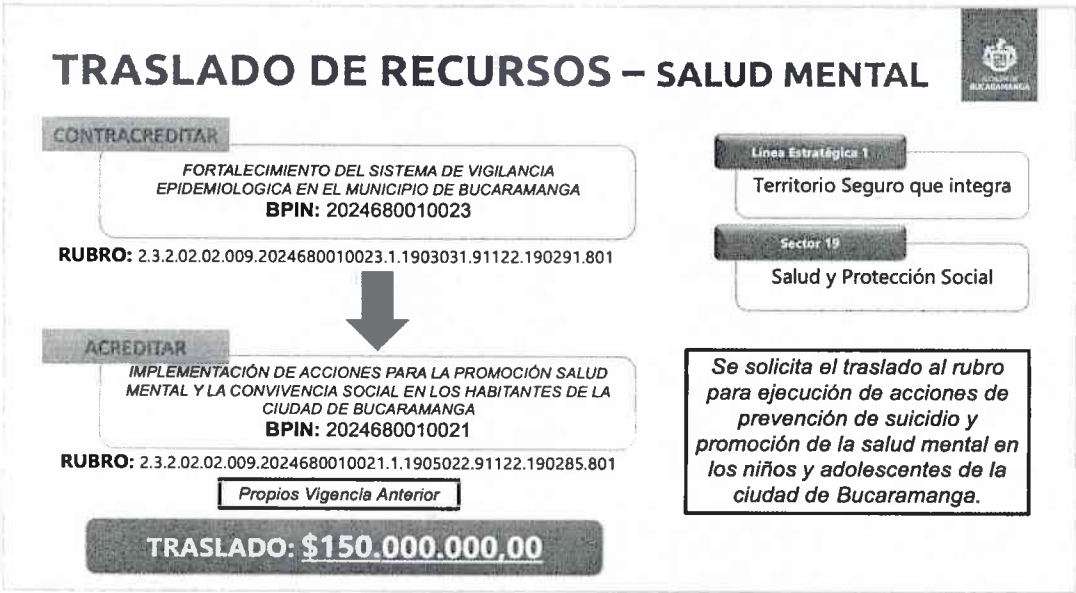 TRASLADO DE RECURSOS – SALUD MENTAL
ALCALDÍA DE
BUCARAMANGA
CONTRACREDITAR
FORTALECIMIENTO DEL SISTEMA DE VIGILANCIA
EPIDEMIOLOGICA EN EL MUNICIPIO DE BUCARAMANGA
BPIN: 2024680010023
RUBRO: 2.3.2.02.02.009.2024680010023.1.1903031.91122.190291.801
ACREDITAR
IMPLEMENTACIÓN DE ACCIONES PARA LA PROMOCIÓN SALUD
MENTAL Y LA CONVIVENCIA SOCIAL EN LOS HABITANTES DE LA
CIUDAD DE BUCARAMANGA
BPIN: 2024680010021
RUBRO: 2.3.2.02.02.009.2024680010021.1.1905022.91122.190285.801
Propios Vigencia Anterior
TRASLADO: $150.000.000,00
Línea Estratégica 1
Territorio Seguro que integra
Sector 19
Salud y Protección Social
Se solicita el traslado al rubro
para ejecución de acciones de
prevención de suicidio y
promoción de la salud mental en
los niños y adolescentes de la
ciudad de Bucaramanga.